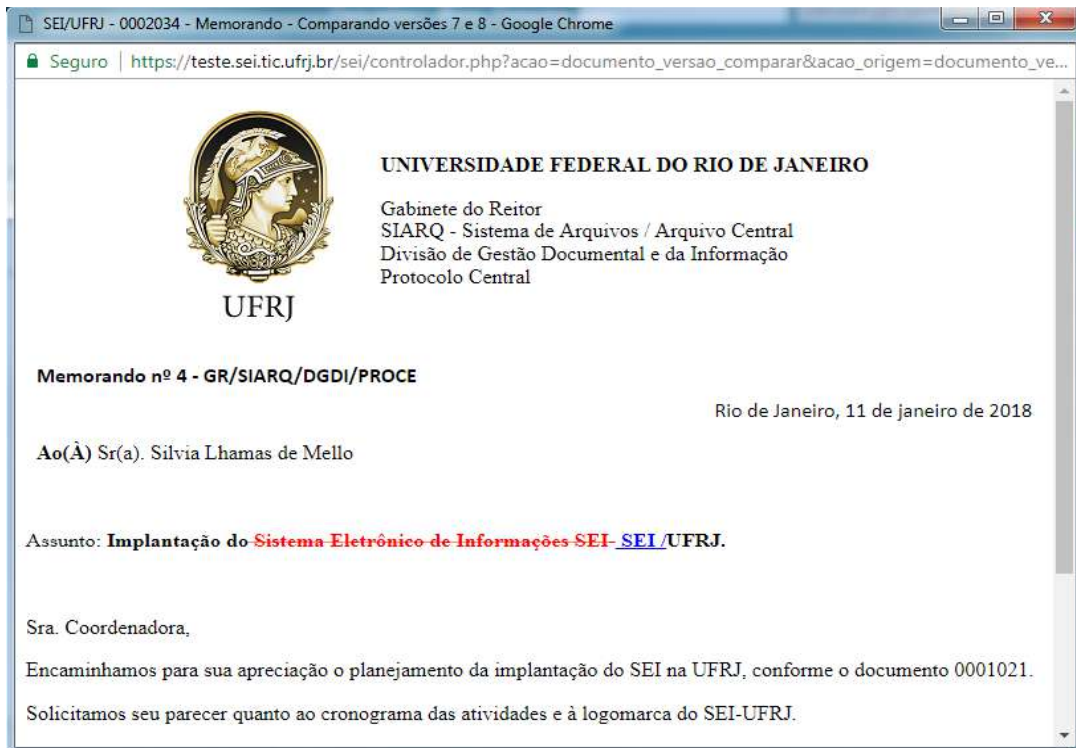 SEI/UFRJ - 0002034 - Memorando - Comparando versões 7 e 8 - Google Chrome
Seguro | https://teste.sei.tic.ufrj.br/sei/controlador.php?acao=documento_versao_comparar&acao_origem=documento_ve...
UNIVERSIDADE FEDERAL DO RIO DE JANEIRO
Gabinete do Reitor
SIARQ - Sistema de Arquivos / Arquivo Central
Divisão de Gestão Documental e da Informação
Protocolo Central
UFRJ
Memorando nº 4 - GR/SIARQ/DGDI/PROCE
Rio de Janeiro, 11 de janeiro de 2018
Ao(À) Sr(a). Silvia Lhamas de Mello
Assunto: Implantação do Sistema Eletrônico de Informações SEI- SEI /UFRJ.
Sra. Coordenadora,
Encaminhamos para sua apreciação o planejamento da implantação do SEI na UFRJ, conforme o documento 0001021.
Solicitamos seu parecer quanto ao cronograma das atividades e à logomarca do SEI-UFRJ.